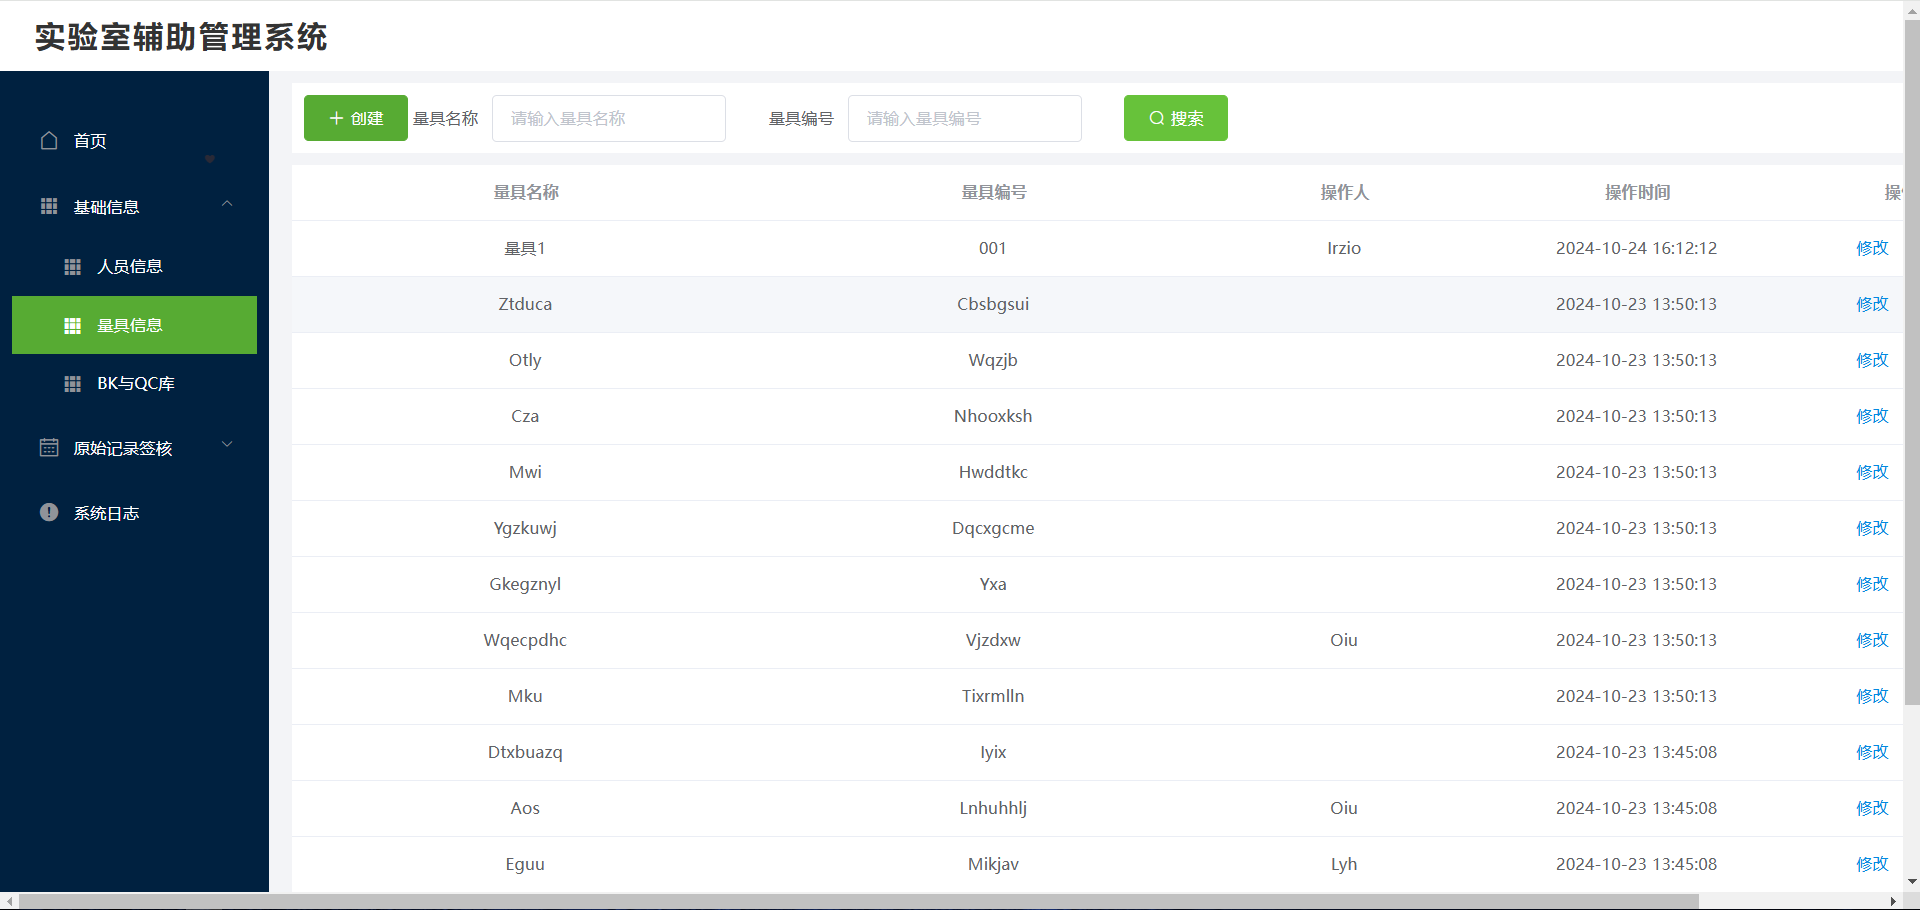 实验室辅助管理系统
首页
基础信息
人员信息
量具信息
BK与QC库
原始记录签核
系统日志
创建 量具名称 请输入量具名称 量具编号 请输入量具编号 搜索
量具名称 量具编号 操作人 操作时间
量具1 001 Irzio 2024-10-24 16:12:12 修改
Ztduca Cbsbgsui 2024-10-23 13:50:13 修改
Otly Wqzjb 2024-10-23 13:50:13 修改
Cza Nhooxksh 2024-10-23 13:50:13 修改
Mwi Hwddtkc 2024-10-23 13:50:13 修改
Ygzkuwj Dqcxgcme 2024-10-23 13:50:13 修改
Gkegznyl Yxa 2024-10-23 13:50:13 修改
Wqecpdhc Vjzdxw Oiu 2024-10-23 13:50:13 修改
Mku Tixrmlln 2024-10-23 13:50:13 修改
Dtxbuazq Iyix 2024-10-23 13:45:08 修改
Aos Lnhuhhlj Oiu 2024-10-23 13:45:08 修改
Eguu Mikjav Lyh 2024-10-23 13:45:08 修改